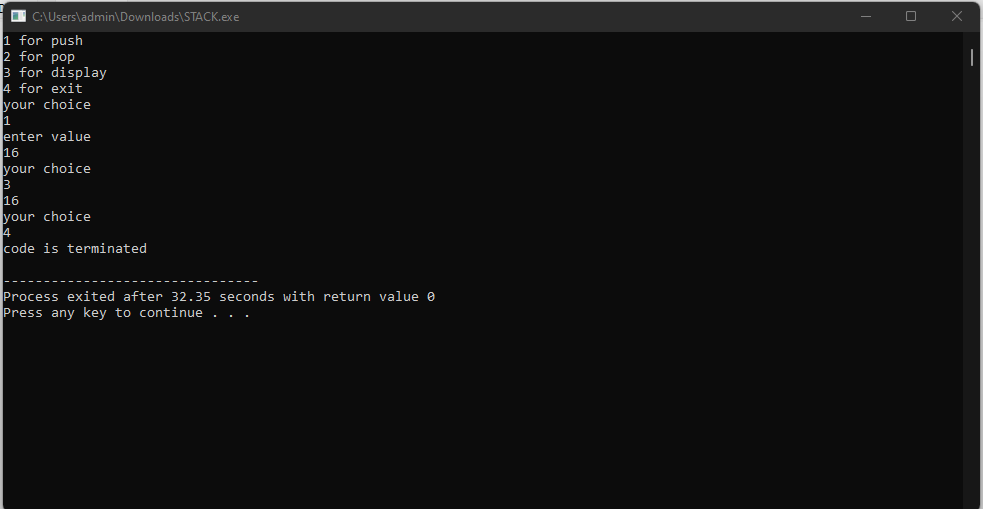 C:\Users\admin\Downloads\STACK.exe
1 for push
2 for pop
3 for display
4 for exit
your choice
1
enter value
16
your choice
3
16
your choice
4
code is terminated
--------------------------------
Process exited after 32.35 seconds with return value 0
Press any key to continue . . .